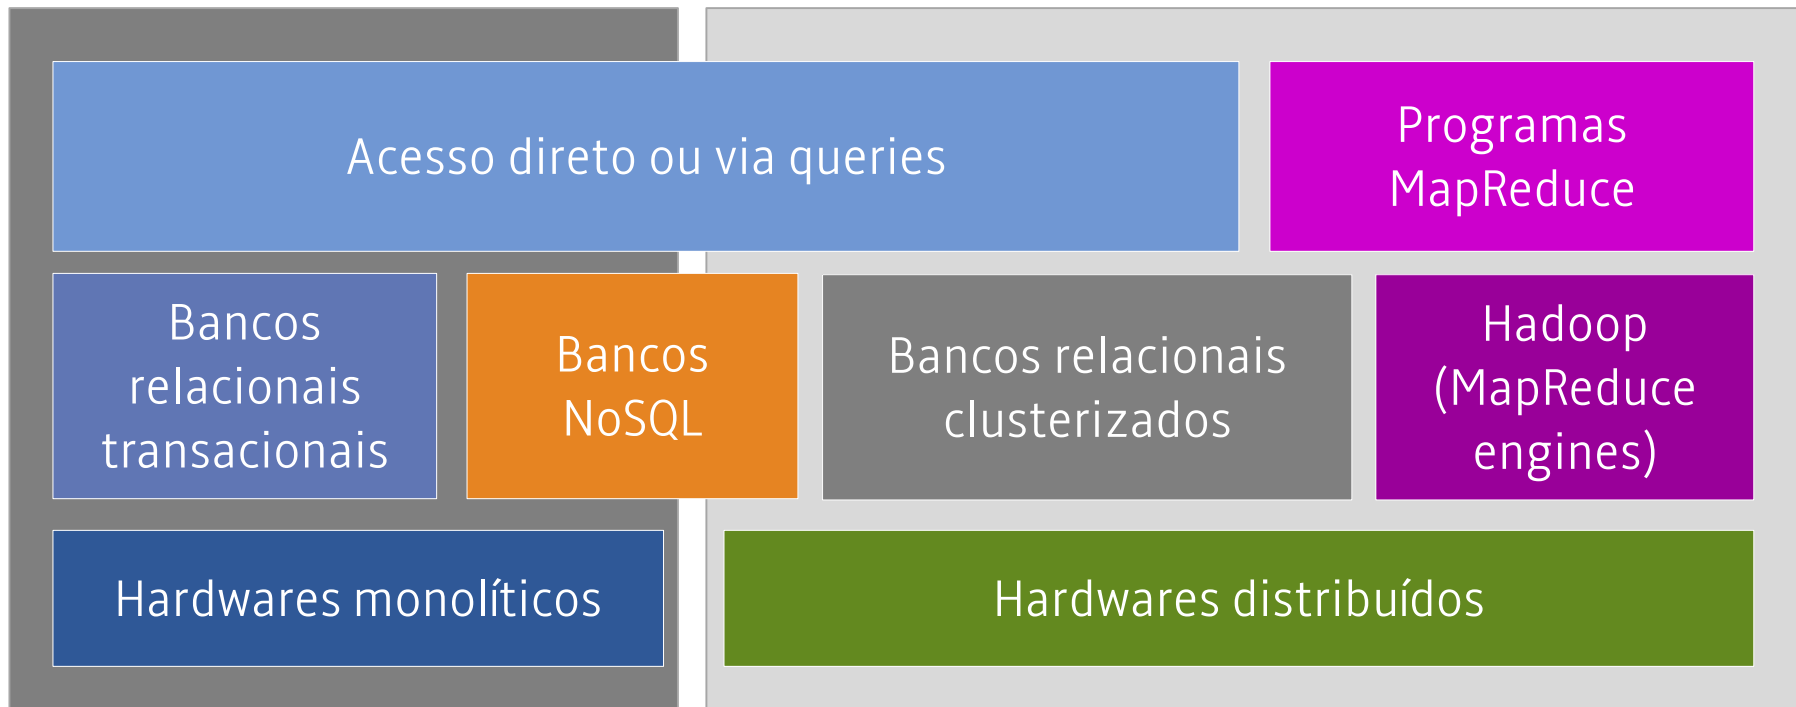 Acesso direto ou via queries
Programas
MapReduce
Bancos
relacionais
transacionais
Bancos
NoSQL
Bancos relacionais
clusterizados
Hadoop
(MapReduce
engines)
Hardwares monolíticos
Hardwares distribuídos